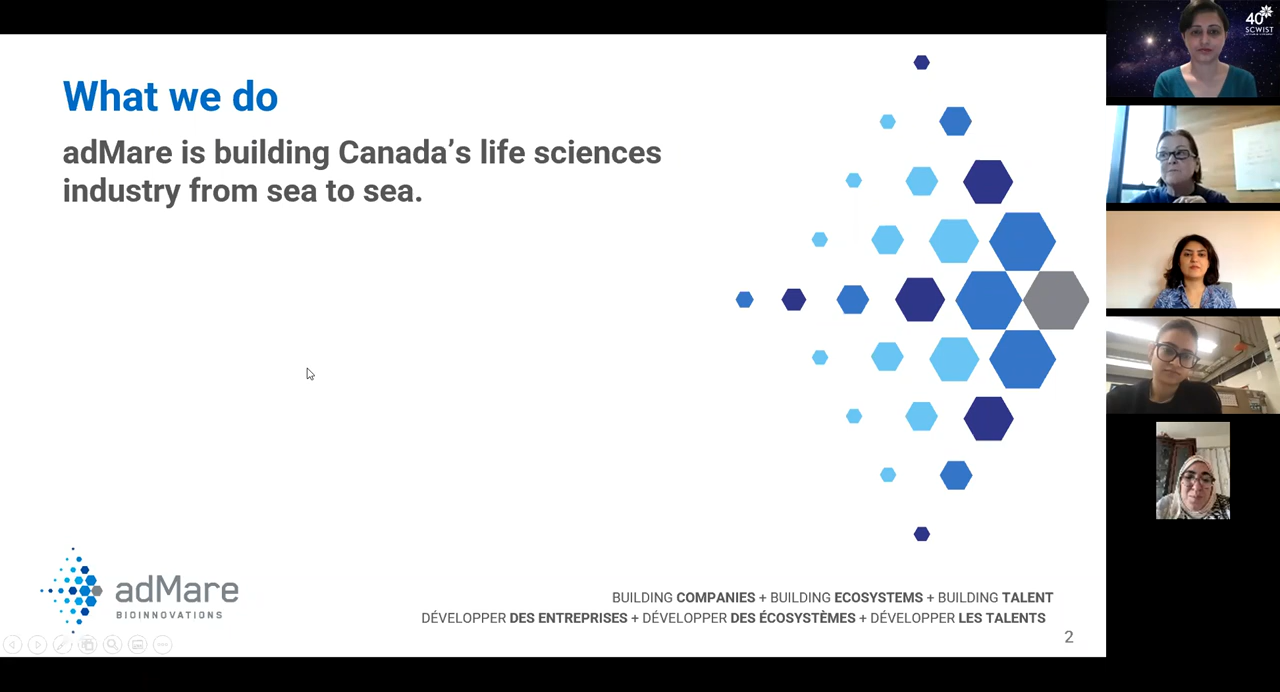 What we do
adMare is building Canada's life sciences
industry from sea to sea.
adMare
BIOINNOVATIONS
BUILDING COMPANIES + BUILDING ECOSYSTEMS + BUILDING TALENT
DÉVELOPPER DES ENTREPRISES + DÉVELOPPER DES ÉCOSYSTÈMES + DÉVELOPPER LES TALENTS
2
40
SCWIST